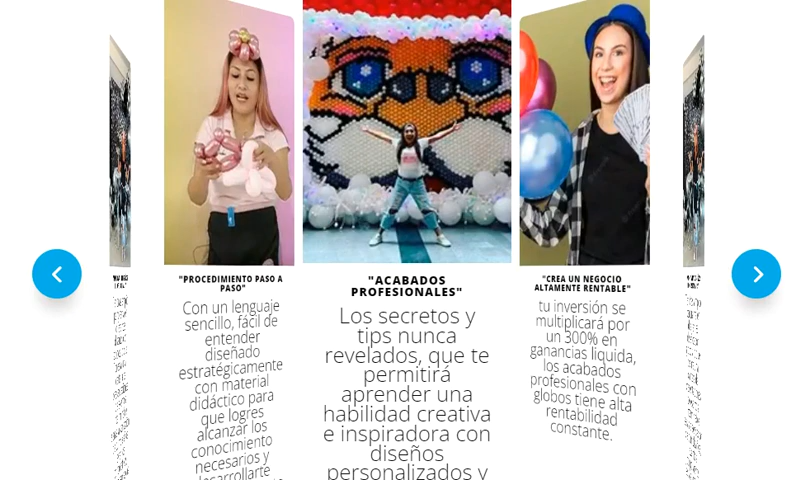 "PROCEDIMIENTO PASO A
PASO"
Con un lenguaje
sencillo, fácil de
entender
diseñado
estratégicamente
con material
didáctico para
que logres
alcanzar los
conocimiento
necesarios y
desarrollarte
"ACABADOS
PROFESIONALES"
Los secretos y
tips nunca
revelados, que te
permitirá
aprender una
habilidad creativa
e inspiradora con
diseños
personalizados y
"CREA UN NEGOCIO
ALTAMENTE RENTABLE"
tu inversión se
multiplicará por
un 300% en
ganancias liquida,
los acabados
profesionales con
globos tiene alta
rentabilidad
constante.